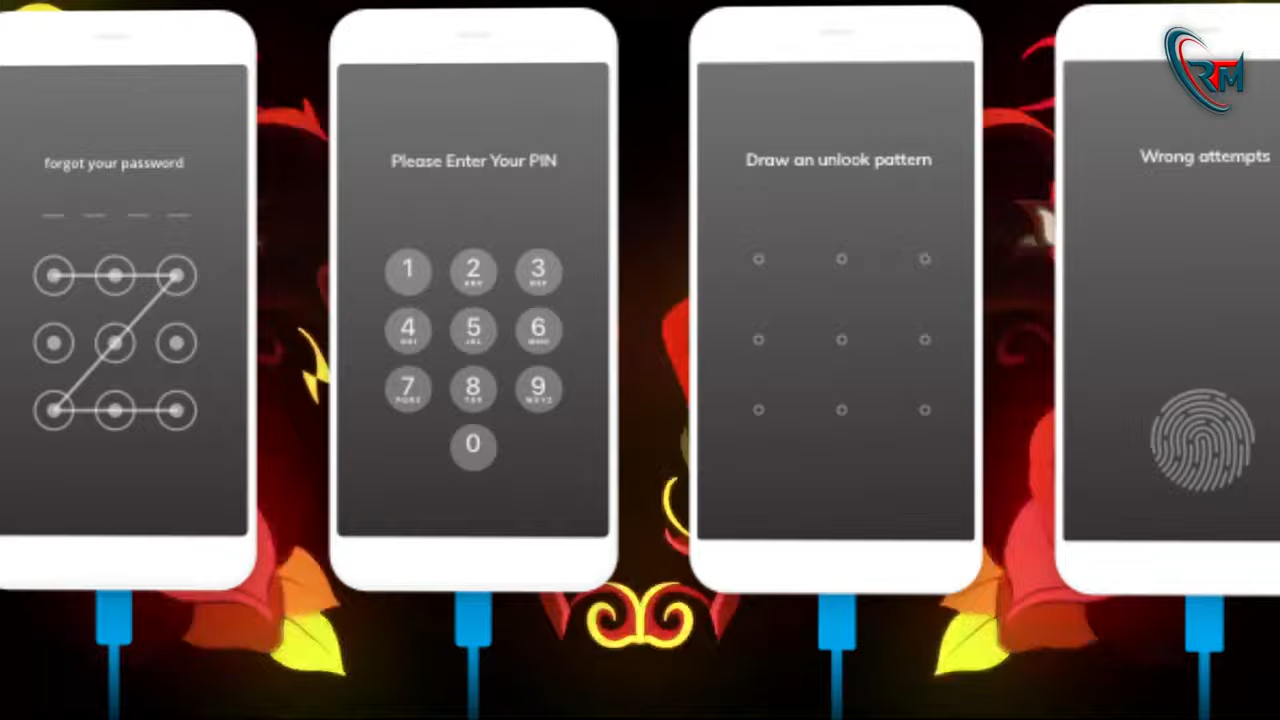 RM
forgot your password
Please Enter Your PIN
Draw an unlook pattern
Wrong attempts
1 2 3
4 5 6
7 8 9
0